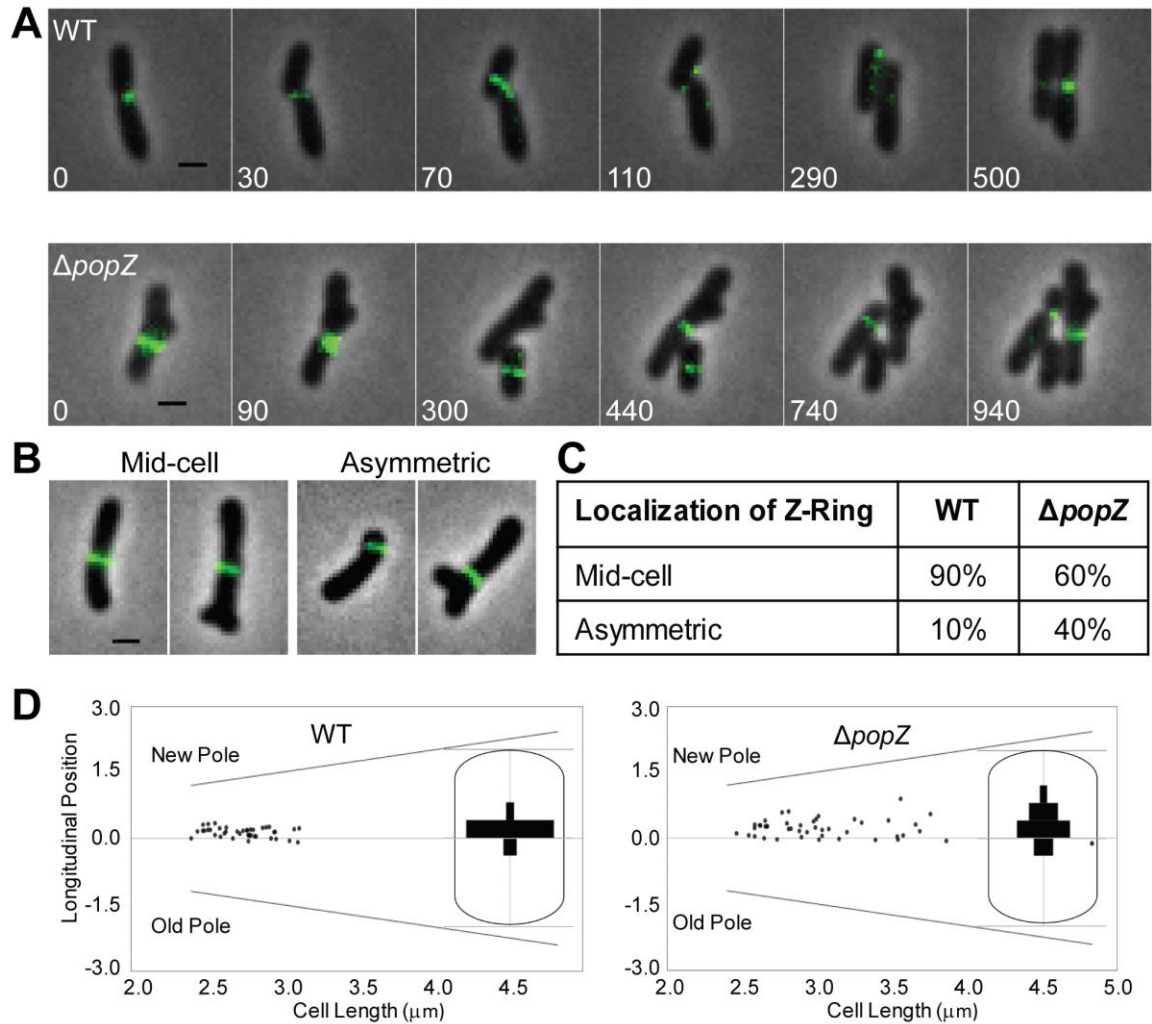 A
WT
0 30 70 110 290 500
ΔpopZ
0 90 300 440 740 940
B
Mid-cell Asymmetric
C
Localization of Z-Ring WT ΔpopZ
Mid-cell 90% 60%
Asymmetric 10% 40%
D
WT
New Pole
Old Pole
Longitudinal Position
3.0
1.5
0.0
-1.5
-3.0
2.0 2.5 3.0 3.5 4.0 4.5
Cell Length (μm)
ΔpopZ
New Pole
Old Pole
3.0
1.5
0.0
-1.5
-3.0
2.0 2.5 3.0 3.5 4.0 4.5 5.0
Cell Length (μm)